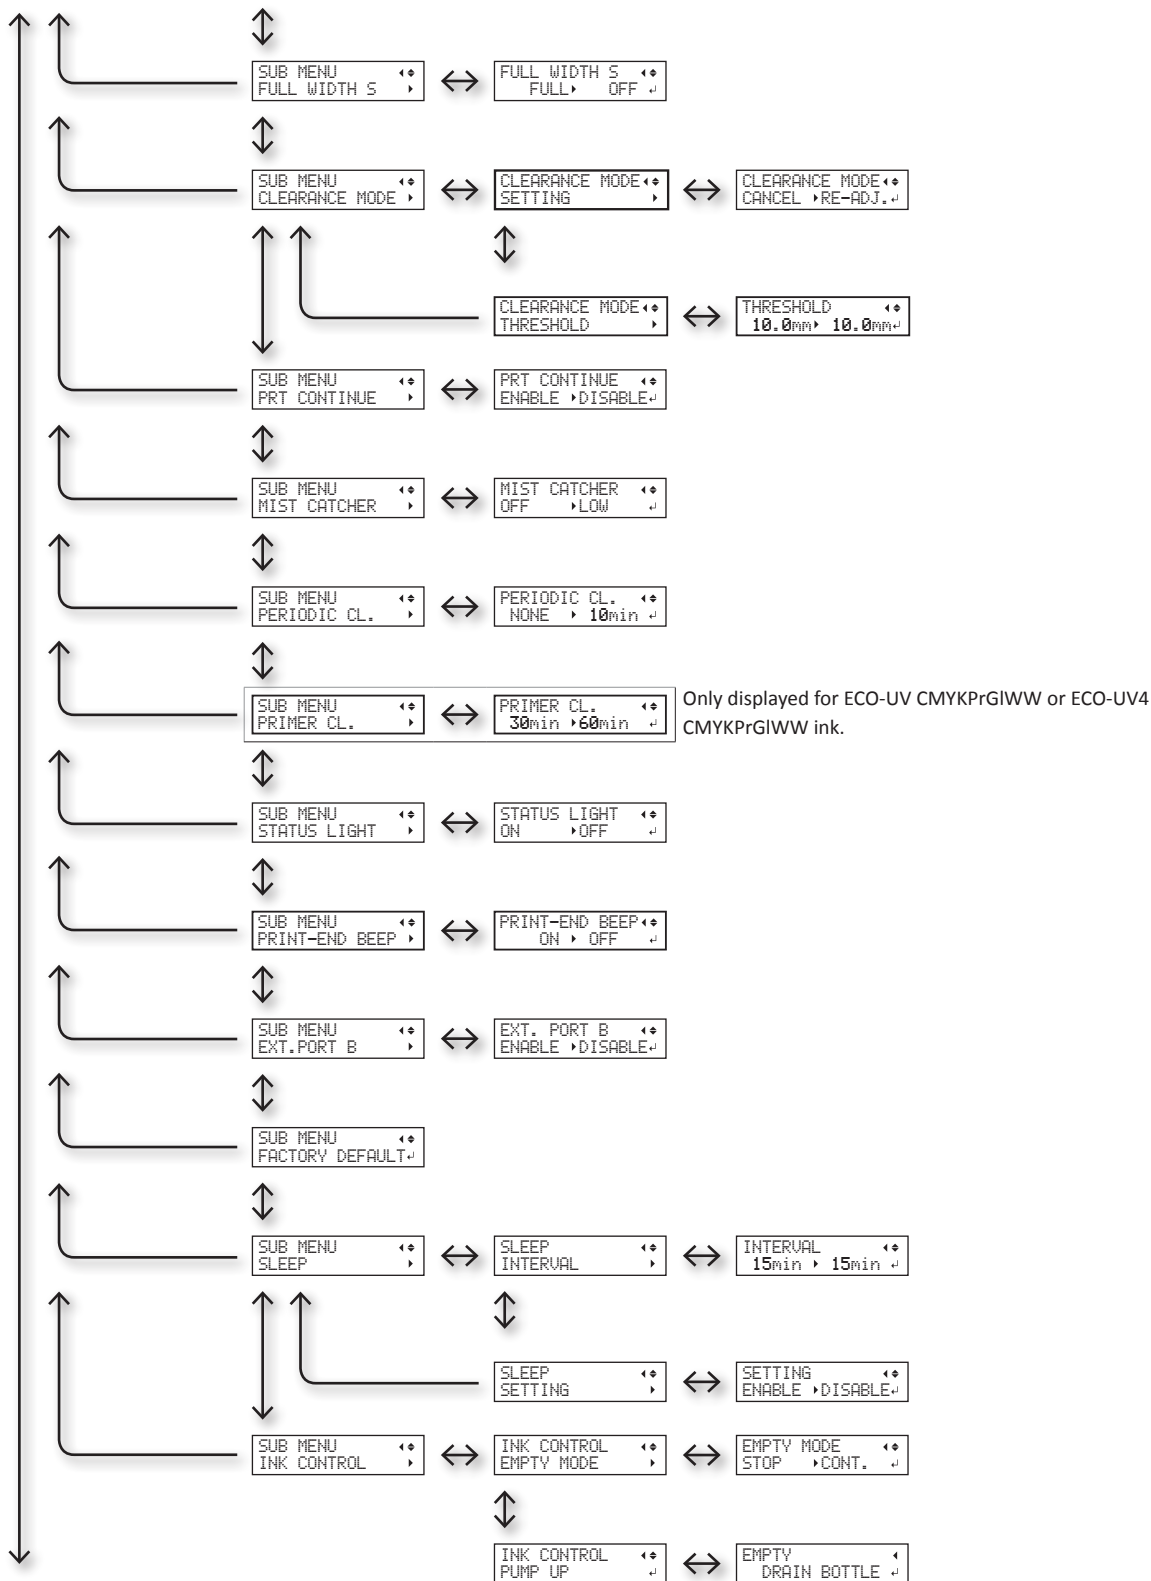 SUB MENU
FULL WIDTH S
FULL WIDTH S
FULL OFF
SUB MENU
CLEARANCE MODE
CLEARANCE MODE
SETTING
CLEARANCE MODE
CANCEL RE-ADJ.
CLEARANCE MODE
THRESHOLD
THRESHOLD
10.0mm 10.0mm
SUB MENU
PRT CONTINUE
PRT CONTINUE
ENABLE DISABLE
SUB MENU
MIST CATCHER
MIST CATCHER
OFF LOW
SUB MENU
PERIODIC CL.
PERIODIC CL.
NONE 10min
SUB MENU
PRIMER CL.
PRIMER CL.
30min 60min
Only displayed for ECO-UV CMYKPrGlWW or ECO-UV4
CMYKPrGlWW ink.
SUB MENU
STATUS LIGHT
STATUS LIGHT
ON OFF
SUB MENU
PRINT-END BEEP
PRINT-END BEEP
ON OFF
SUB MENU
EXT.PORT B
EXT. PORT B
ENABLE DISABLE
SUB MENU
FACTORY DEFAULT
SUB MENU
SLEEP
SLEEP
INTERVAL
INTERVAL
15min 15min
SLEEP
SETTING
SETTING
ENABLE DISABLE
SUB MENU
INK CONTROL
INK CONTROL
EMPTY MODE
EMPTY MODE
STOP CONT.
INK CONTROL
PUMP UP
EMPTY
DRAIN BOTTLE